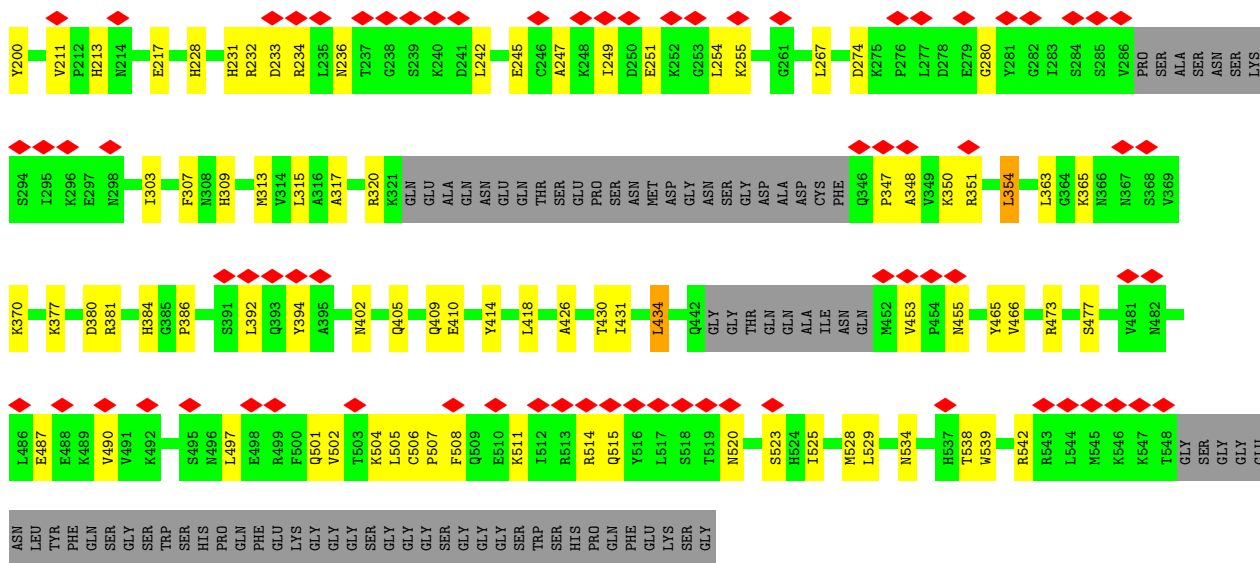 Y200 V211 P212 H213 N214 E217 H228 H231 R232 D233 R234 L235 N236 T237 G238 S239 K240 D241 L242 E245 C246 A247 K248 I249 D250 E251 K252 G253 L254 K255 G261 L267 D274 K275 P276 L277 D278 E279 G280 Y281 G282 I283 S284 S285 V286 PRO SER ALA SER ASN SER LYS
S294 I295 K296 E297 N298 I303 F307 N308 H309 M313 V314 L315 A316 A317 R320 K321 GLN GLU ALA GLN ASN GLU GLN THR SER GLU PRO SER ASN MET ASP GLY ASN SER GLY ASP ALA ASP CYS PHE Q346 P347 A348 V349 K350 R351 L354 L363 G364 K365 N366 N367 S368 V369
K370 K377 D380 R381 H384 G385 P386 S391 L392 Q393 Y394 A395 N402 Q405 Q409 E410 Y414 L418 A426 T430 I431 L434 Q442 GLY GLY THR GLN GLN ALA ILE ASN GLN M452 V453 P454 N455 Y465 V466 R473 S477 V481 N482
L486 E487 E488 K489 V490 V491 K492 S495 N496 L497 E498 R499 F500 Q501 V502 T503 K504 L505 C506 P507 F508 Q509 E510 K511 I512 R513 R514 Q515 Y516 L517 S518 T519 N520 S523 H524 I525 M528 L529 N534 H537 T538 W539 R542 R543 L544 M545 K546 K547 T548 GLY SER GLY GLY GLU
ASN LEU TYR PHE GLN SER GLY SER TRP SER HIS PRO GLN PHE GLU LYS GLY GLY GLY SER GLY GLY GLY SER GLY GLY GLY SER TRP SER HIS PRO GLN PHE GLU LYS SER GLY